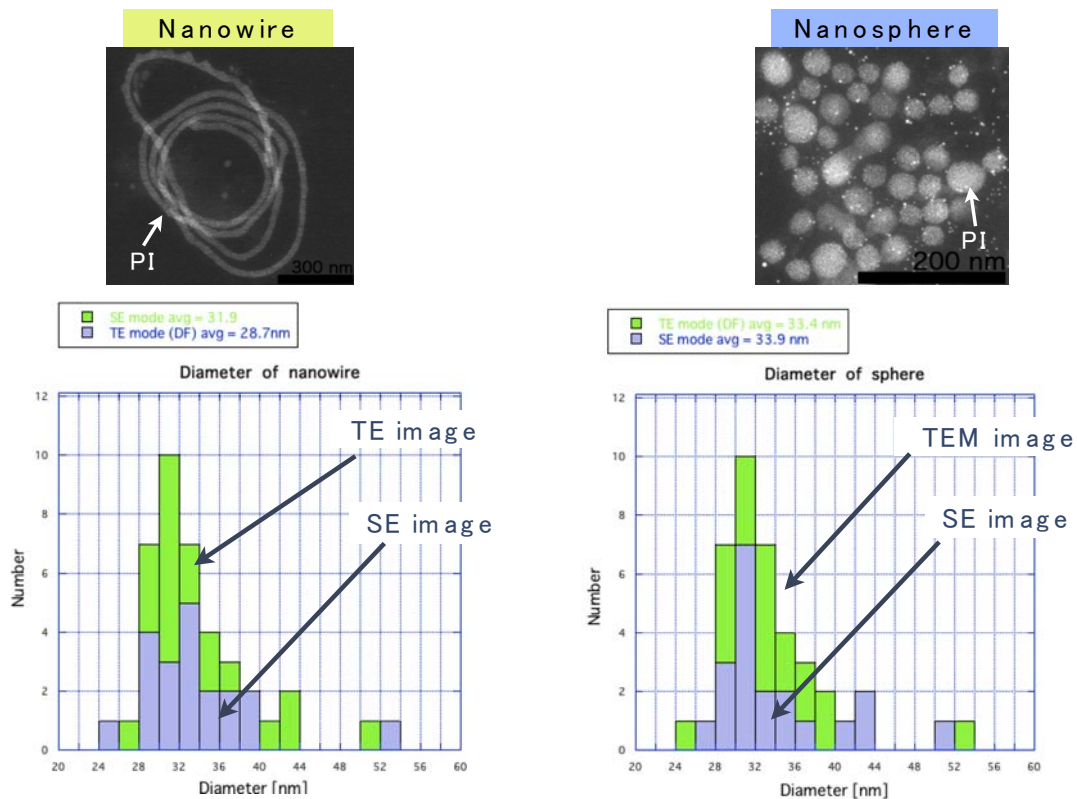 Nanowire
PI
300 nm
Nanosphere
PI
200 nm
SE mode avg = 31.9
TE mode (DF) avg = 28.7nm
Diameter of nanowire
TE image
SE image
Number
12
10
8
6
4
2
0
20
24
28
32
36
40
44
48
52
56
60
Diameter [nm]
TE mode (DF) avg = 33.4 nm
SE mode avg = 33.9 nm
Diameter of sphere
TEM image
SE image
Number
12
10
8
6
4
2
0
20
24
28
32
36
40
44
48
52
56
60
Diameter [nm]